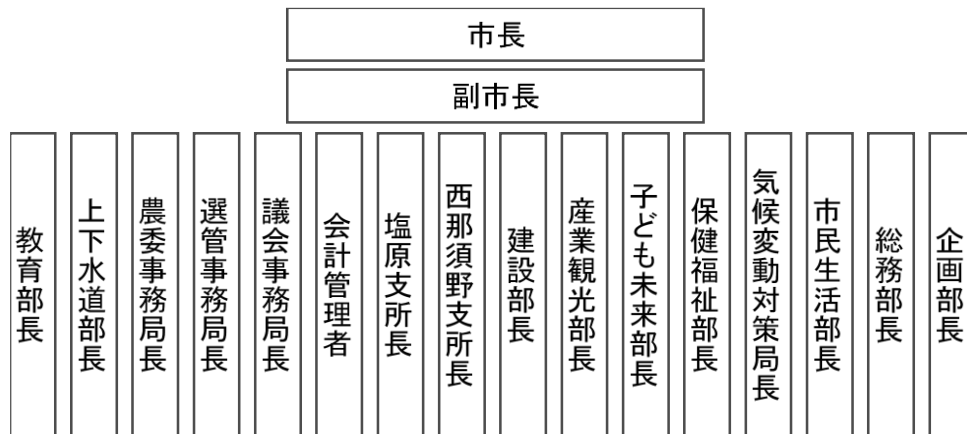 市長
副市長
企画部長
総務部長
市民生活部長
気候変動対策局長
保健福祉部長
子ども未来部長
産業観光部長
建設部長
西那須野支所長
塩原支所長
会計管理者
議会事務局長
選管事務局長
農委事務局長
上下水道部長
教育部長